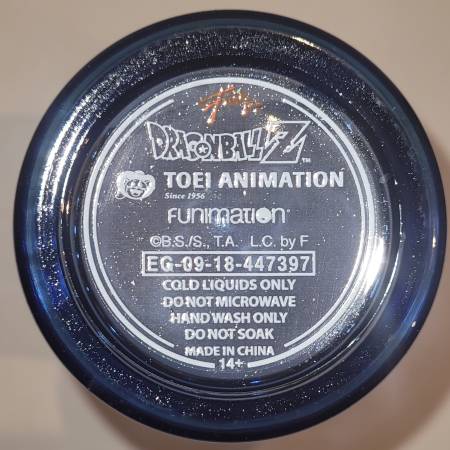 DRAGONBALL Z™
TOEI ANIMATION
Since 1956
FUNIMATION®
©B.S./S., T.A. L.C. by F
EG-09-18-447397
COLD LIQUIDS ONLY
DO NOT MICROWAVE
HAND WASH ONLY
DO NOT SOAK
MADE IN CHINA
14+